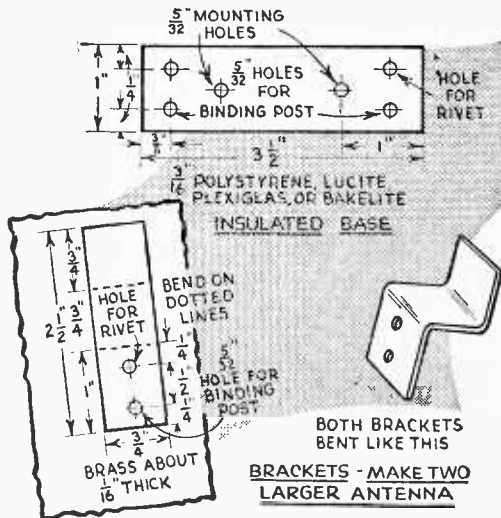 5/32" MOUNTING
HOLES
1"
1/4"
5/32" HOLES
FOR
BINDING POST
HOLE
FOR
RIVET
3/8"
1"
3 1/2"
3/16" POLYSTYRENE, LUCITE
PLEXIGLAS, OR BAKELITE
INSULATED BASE
3/4"
2 1/2"
3/4"
1"
BEND ON
DOTTED
LINES
HOLE
FOR
RIVET
1/4"
1/2"
1/4"
5/32"
HOLE FOR
BINDING
POST
3/4"
BRASS ABOUT
1/16" THICK
BOTH BRACKETS
BENT LIKE THIS
BRACKETS - MAKE TWO
LARGER ANTENNA